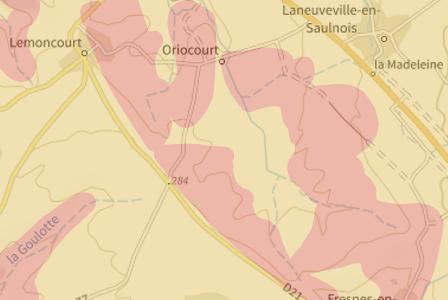 Laneuveville-en-
Saulnois
Lemoncourt
Oriocourt
la Madeleine
284
la Goulotte
D21
Fresnes-en-